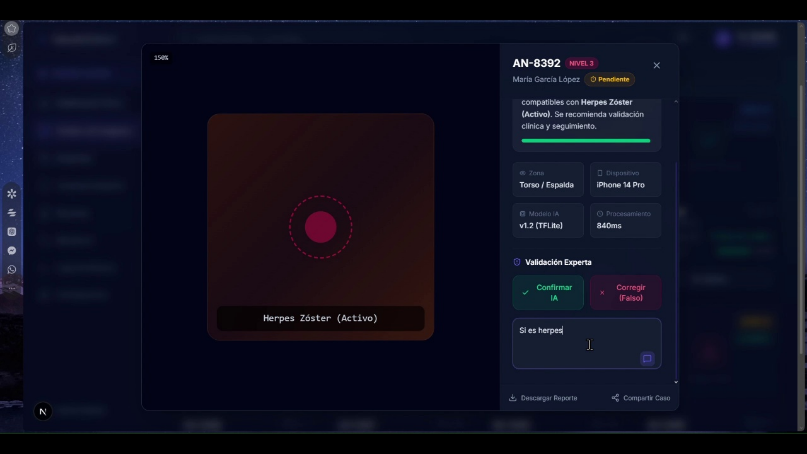 150%
Herpes Zóster (Activo)
AN-8392
NIVEL 3
María García López
Pendiente
compatibles con Herpes Zóster
(Activo). Se recomienda validación
clínica y seguimiento.
Zona
Torso / Espalda
Dispositivo
iPhone 14 Pro
Modelo IA
v1.2 (TFLite)
Procesamiento
840ms
Validación Experta
Confirmar
IA
Corregir
(Falso)
Si es herpes
Descargar Reporte
Compartir Caso
N